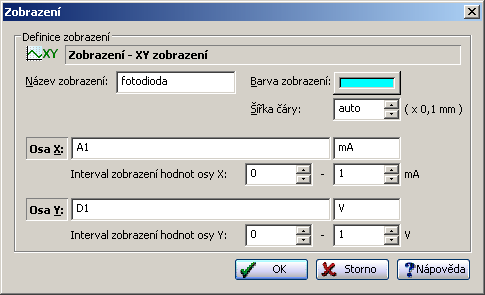 Zobrazení
Definice zobrazení
XY Zobrazení - XY zobrazení
Název zobrazení: fotodioda Barva zobrazení:
Šířka čáry: auto ( x 0,1 mm )
Osa X: A1 mA
Interval zobrazení hodnot osy X: 0 - 1 mA
Osa Y: D1 V
Interval zobrazení hodnot osy Y: 0 - 1 V
OK Storno ? Nápověda